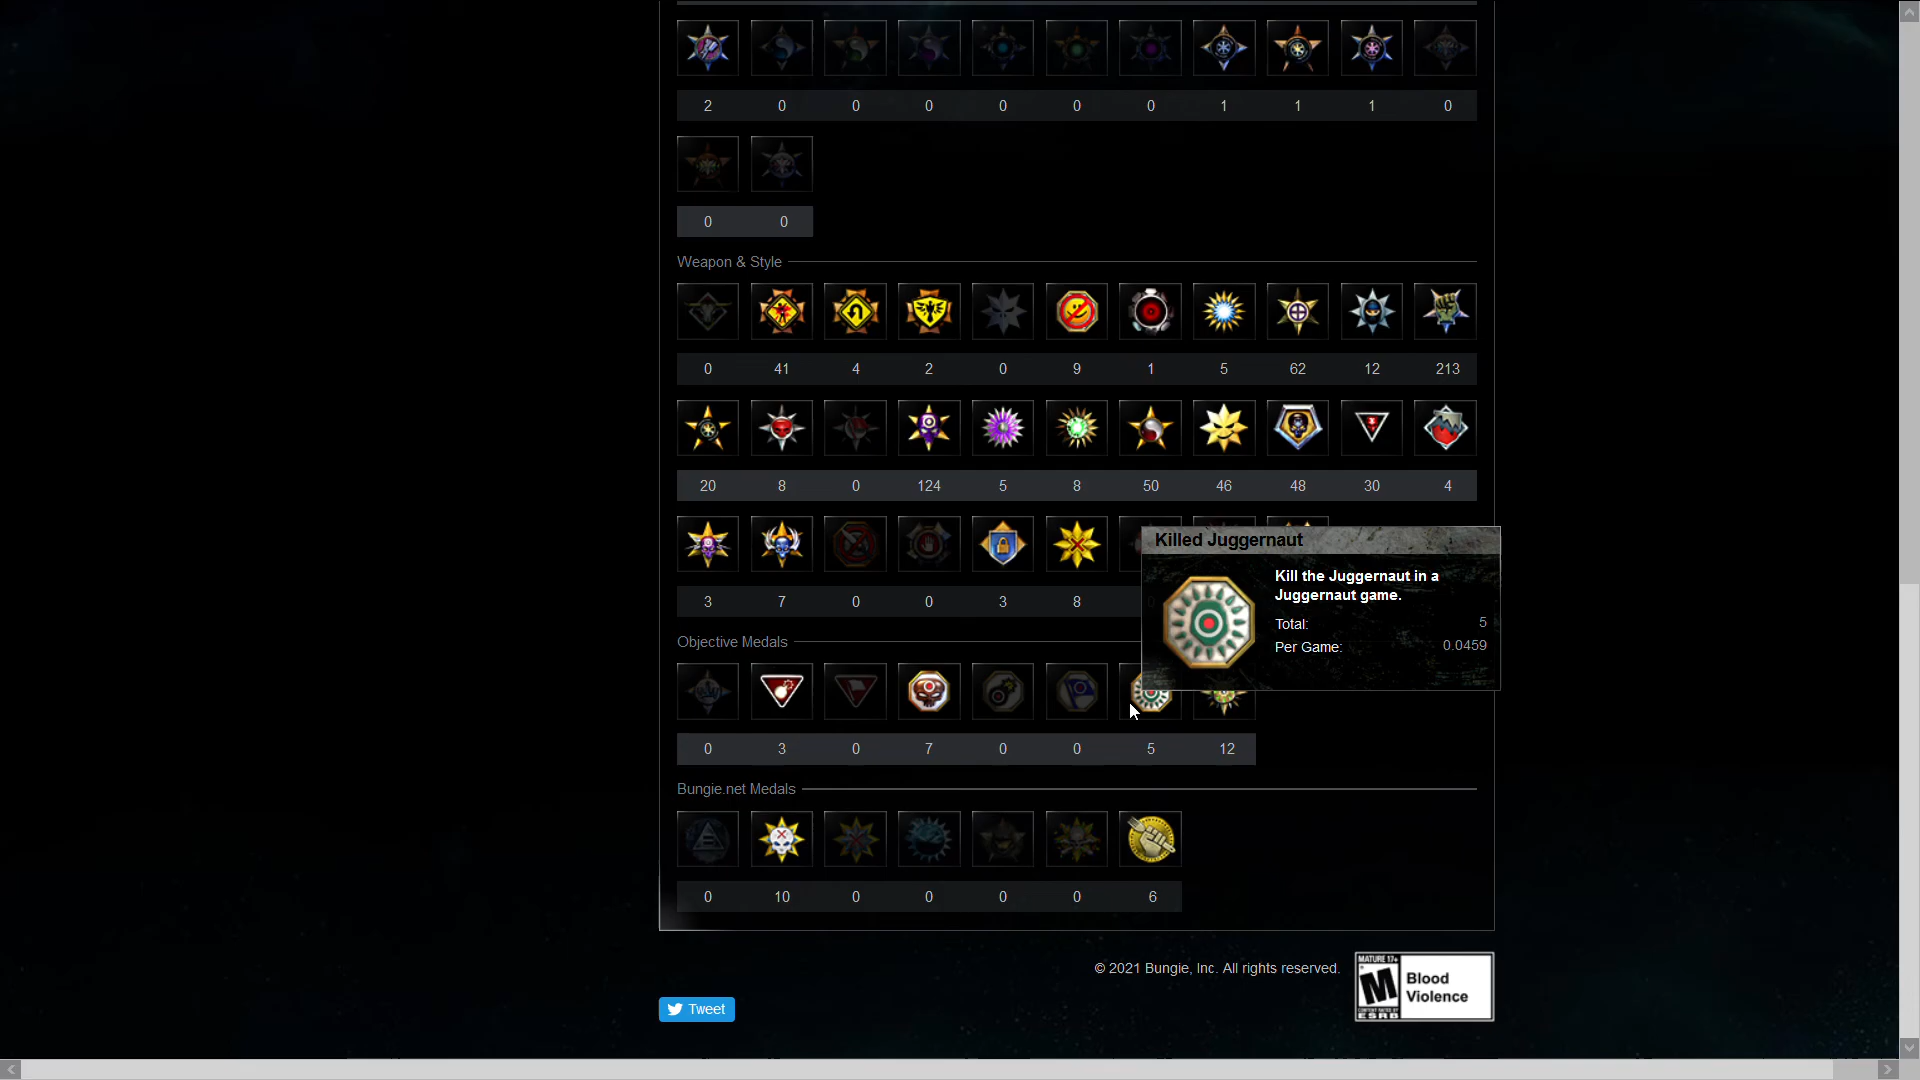 2 0 0 0 0 0 0 1 1 1 0
0 0
Weapon & Style
0 41 4 2 0 9 1 5 62 12 213
20 8 0 124 5 8 50 46 48 30 4
3 7 0 0 3 8
Killed Juggernaut
Kill the Juggernaut in a
Juggernaut game.
Total: 5
Per Game: 0.0459
Objective Medals
0 3 0 7 0 0 5 12
Bungie.net Medals
0 10 0 0 0 0 6
© 2021 Bungie, Inc. All rights reserved.
MATURE 17+
M
CONTENT RATED BY
ESRB
Blood
Violence
Tweet